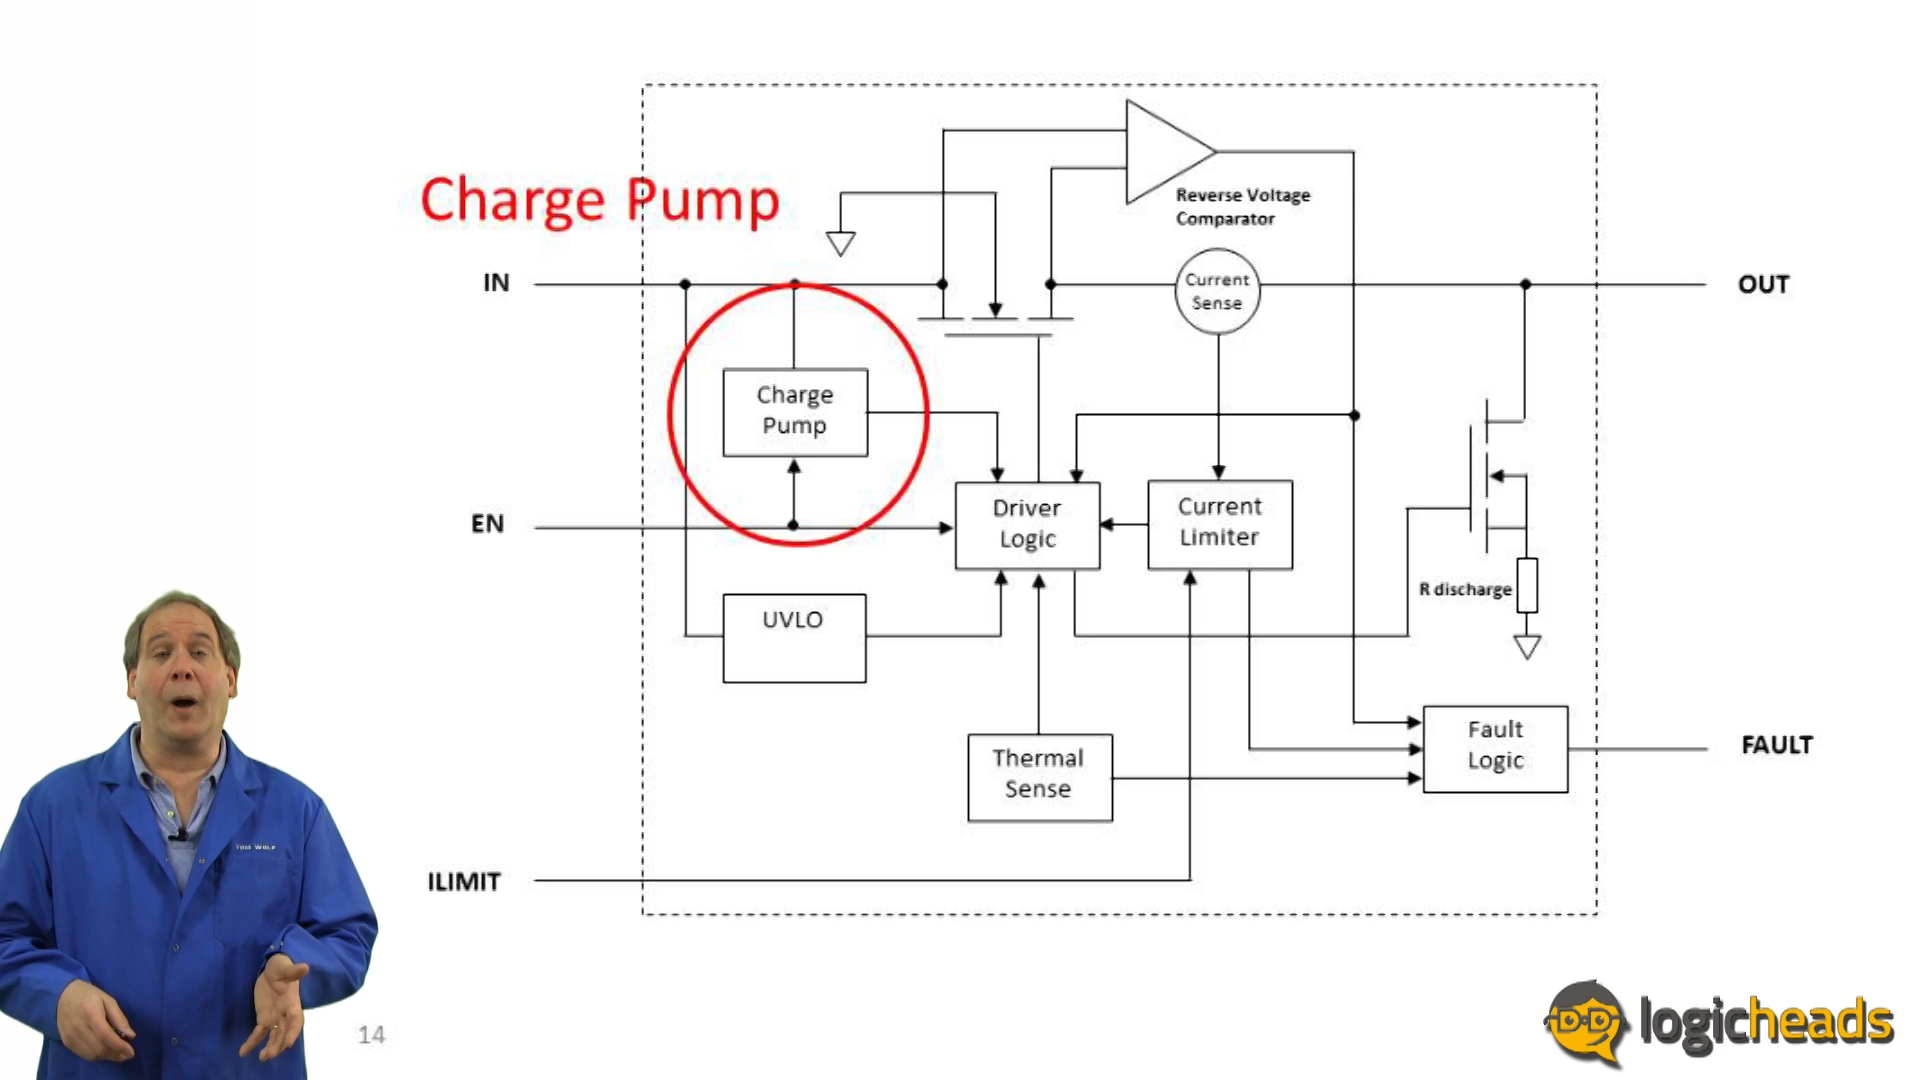 Charge Pump
Reverse Voltage
Comparator
IN
Current
Sense
OUT
Charge
Pump
EN
Driver
Logic
Current
Limiter
R discharge
UVLO
Thermal
Sense
Fault
Logic
FAULT
ILIMIT
14
logicheads